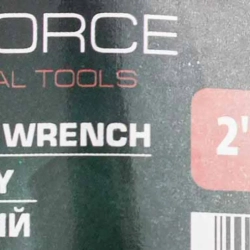 ORCE
AL TOOLS
WRENCH
2"
Y
ИЙ